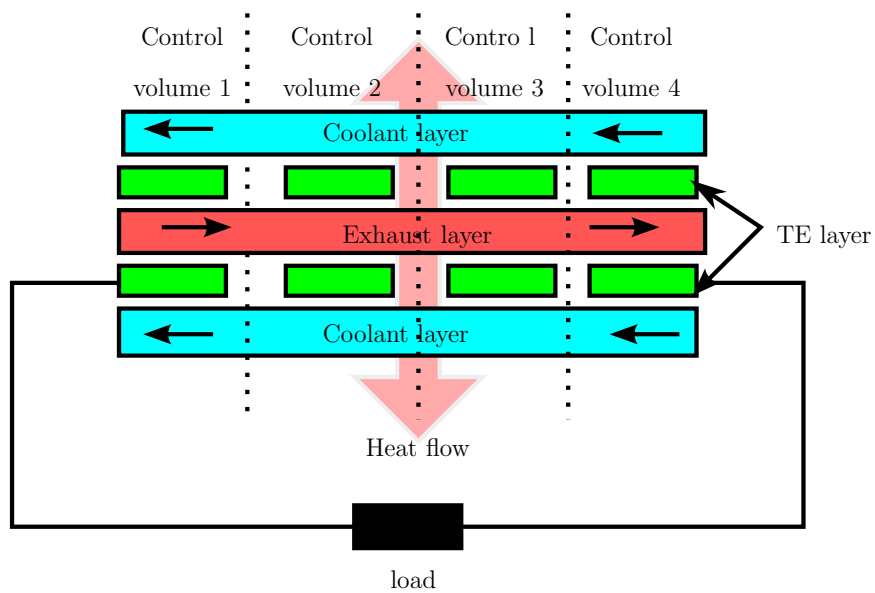 Control Control Contro l Control
volume 1 volume 2 volume 3 volume 4
Coolant layer
Exhaust layer
TE layer
Coolant layer
Heat flow
load